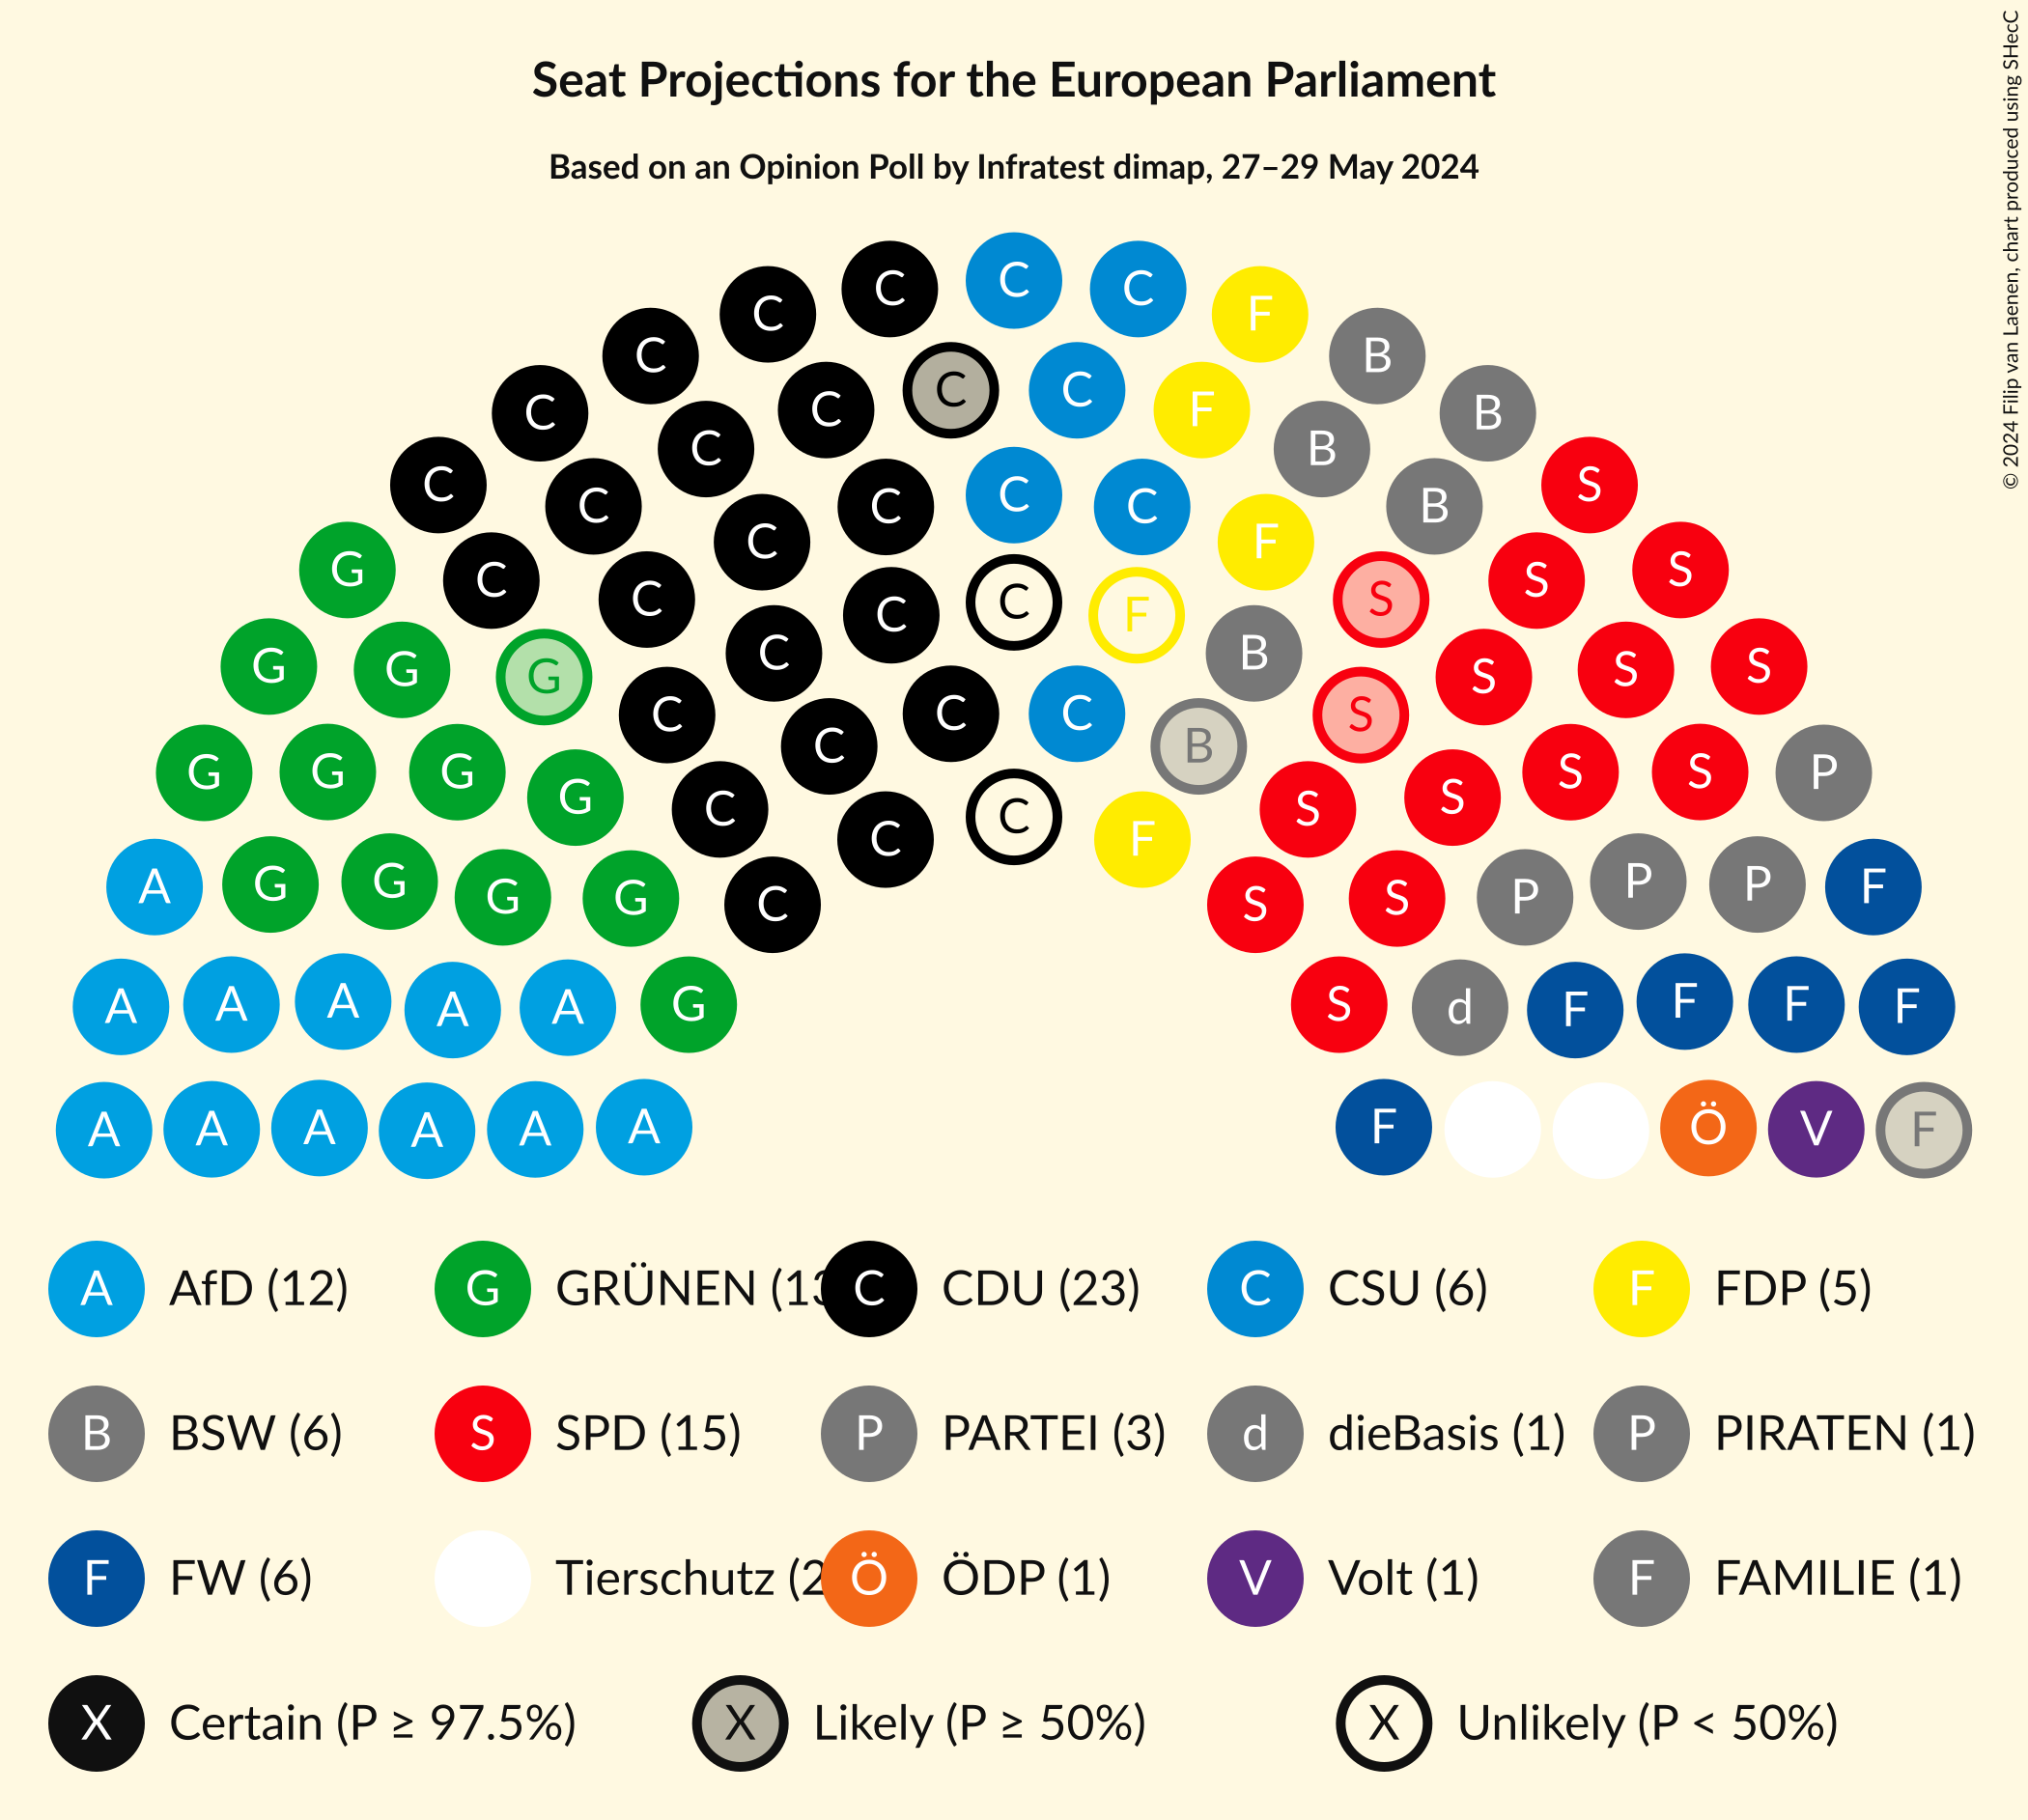 Seat Projections for the European Parliament
Based on an Opinion Poll by Infratest dimap, 27–29 May 2024
© 2024 Filip van Laenen, chart produced using SHecC
C C C
C F
C B
C C
C C F B
C B
C C S
C C C B
C F
G C S S
C C S
C F
G G G C B S S S
C C C S
C B
G G G S S P
G C C S S
C F
A G G G G C S S P P P F
A A A A A G S d F F F F
A A A A A A F Ö V F
A AfD (12) G GRÜNEN (13 C CDU (23) C CSU (6) F FDP (5)
B BSW (6) S SPD (15) P PARTEI (3) d dieBasis (1) P PIRATEN (1)
F FW (6) Tierschutz (2 Ö ÖDP (1) V Volt (1) F FAMILIE (1)
X Certain (P ≥ 97.5%) X Likely (P ≥ 50%) X Unlikely (P < 50%)